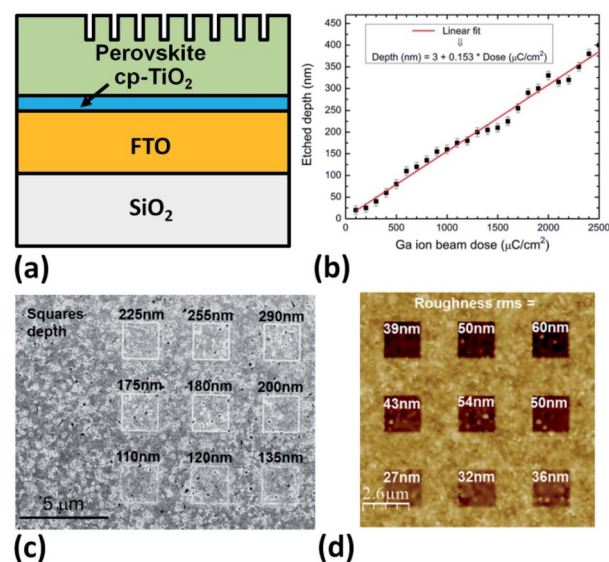 Perovskite
cp-TiO₂
FTO
SiO₂
(a)
Linear fit
⇓
Depth (nm) = 3 + 0.153 * Dose (μC/cm²)
Etched depth (nm)
450
400
350
300
250
200
150
100
50
0
0 500 1000 1500 2000 2500
Ga ion beam dose (μC/cm²)
(b)
Squares
depth
225nm 255nm 290nm
175nm 180nm 200nm
110nm 120nm 135nm
5 μm
(c)
Roughness rms =
39nm 50nm 60nm
43nm 54nm 50nm
27nm 32nm 36nm
2.6μm
(d)